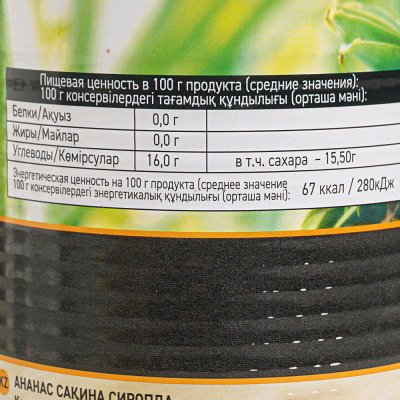 Пищевая ценность в 100 г продукта (средние значения):
100 г консервілердегі тағамдық құндылығы (орташа мәні):
Белки/Ақуыз 0,0 г
Жиры/Майлар 0,0 г
Углеводы/Көмірсулар 16,0 г в т.ч. сахара - 15,50г
Энергетическая ценность на 100 г продукта (среднее значение
100 г консервілердегі энергетикалық құндылығы (орташа мәні): 67 ккал / 280кДж
KZ АНАНАС САКИНА СИРОПДА